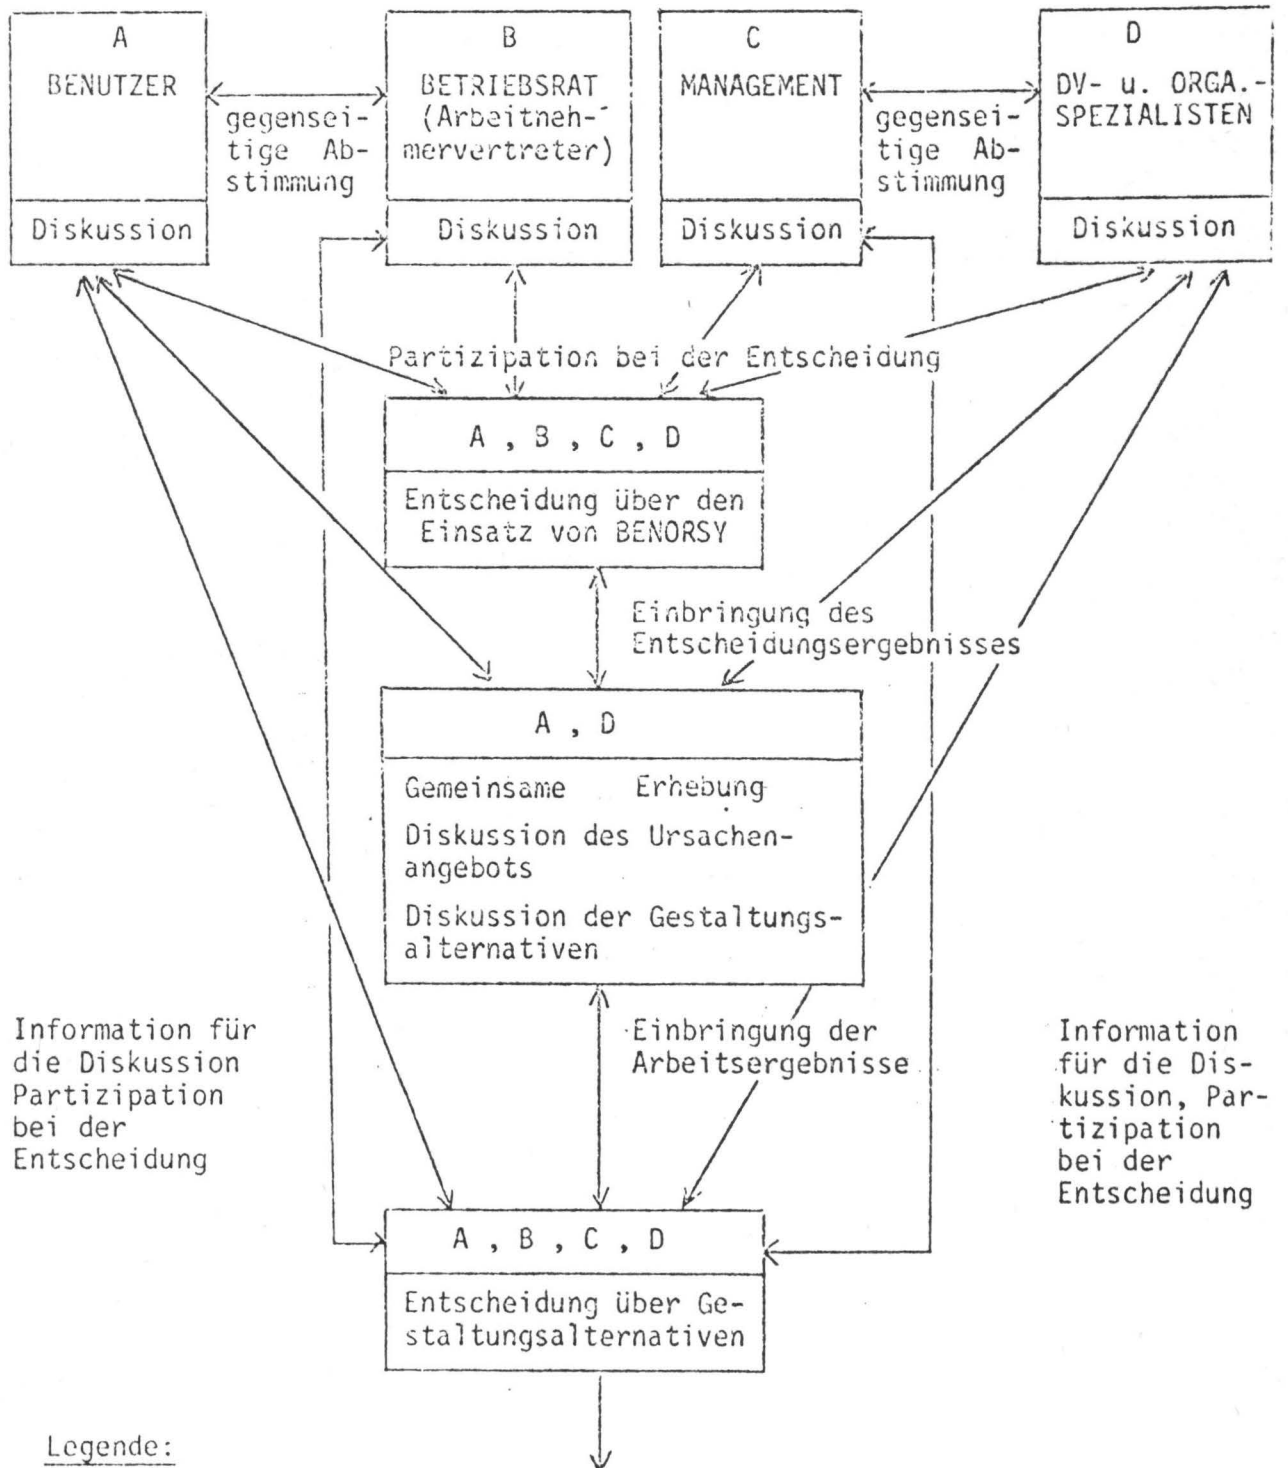 A
BENUTZER
Diskussion
gegensei-
tige Ab-
stimmung
B
BETRIEBSRAT
(Arbeitneh-
mervertreter)
Diskussion
C
MANAGEMENT
Diskussion
gegensei-
tige Ab-
stimmung
D
DV- u. ORGA.-
SPEZIALISTEN
Diskussion
Partizipation bei der Entscheidung
A , B , C , D
Entscheidung über den
Einsatz von BENORSY
Einbringung des
Entscheidungsergebnisses
A , D
Gemeinsame Erhebung
Diskussion des Ursachen-
angebots
Diskussion der Gestaltungs-
alternativen
Information für
die Diskussion
Partizipation
bei der
Entscheidung
Einbringung der
Arbeitsergebnisse
Information
für die Dis-
kussion, Par-
tizipation
bei der
Entscheidung
A , B , C , D
Entscheidung über Ge-
staltungsalternativen
Legende: